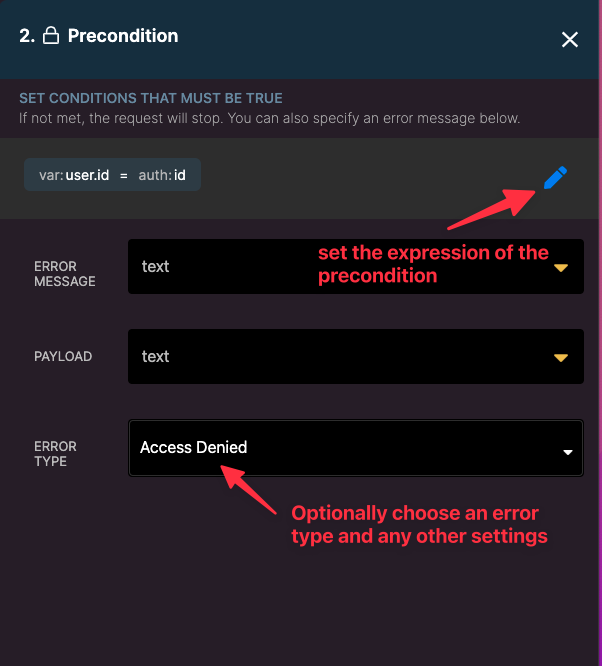 2. Precondition
SET CONDITIONS THAT MUST BE TRUE
If not met, the request will stop. You can also specify an error message below.
var:user.id = auth:id
set the expression of the
precondition
ERROR
MESSAGE
text
PAYLOAD
text
ERROR
TYPE
Access Denied
Optionally choose an error
type and any other settings